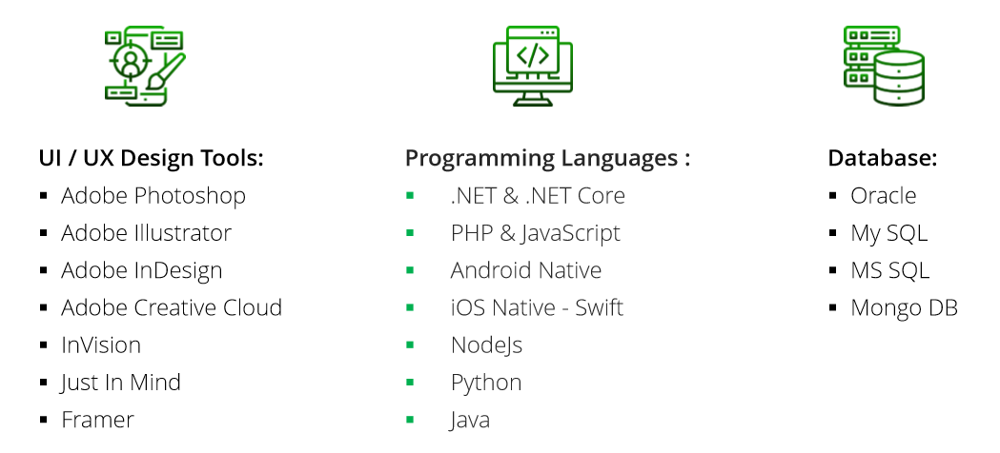 UI / UX Design Tools:
Adobe Photoshop
Adobe Illustrator
Adobe InDesign
Adobe Creative Cloud
InVision
Just In Mind
Framer
Programming Languages :
.NET & .NET Core
PHP & JavaScript
Android Native
iOS Native - Swift
NodeJs
Python
Java
Database:
Oracle
My SQL
MS SQL
Mongo DB